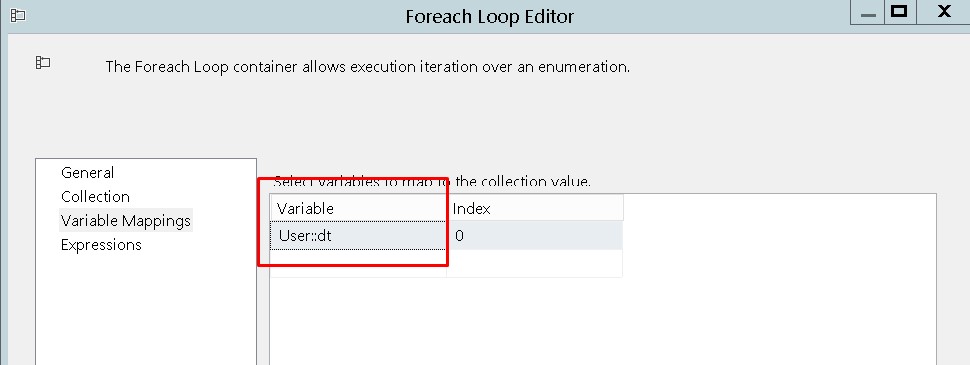 Foreach Loop Editor
The Foreach Loop container allows execution iteration over an enumeration.
General
Collection
Variable Mappings
Expressions
Select variables to map to the collection value.
Variable Index
User::dt 0